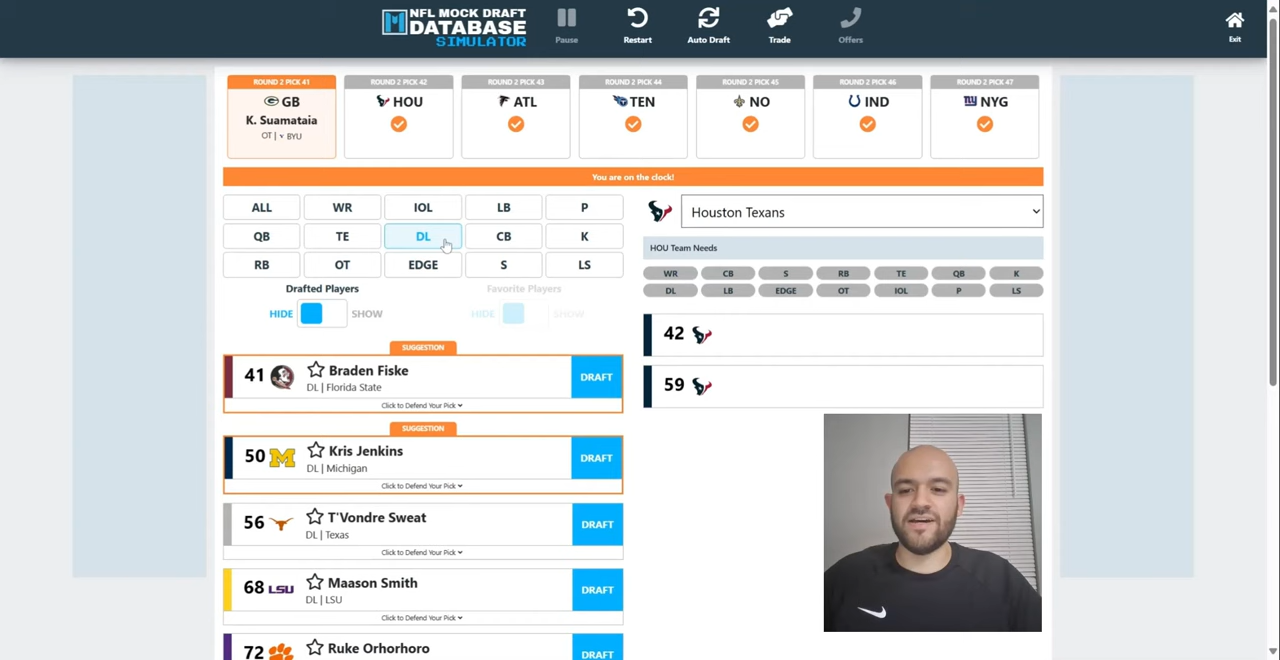 NFL MOCK DRAFT
DATABASE
SIMULATOR
Pause
Restart
Auto Draft
Trade
Offers
Exit
ROUND 2 PICK 41
GB
K. Suamataia
OT | BYU
ROUND 2 PICK 42
HOU
ROUND 2 PICK 43
ATL
ROUND 2 PICK 44
TEN
ROUND 2 PICK 45
NO
ROUND 2 PICK 46
IND
ROUND 2 PICK 47
NYG
You are on the clock!
ALL WR IOL LB P
QB TE DL CB K
RB OT EDGE S LS
Drafted Players
HIDE SHOW
Favorite Players
HIDE SHOW
SUGGESTION
41 Braden Fiske
DL | Florida State
DRAFT
Click to Defend Your Pick
SUGGESTION
50 Kris Jenkins
DL | Michigan
DRAFT
Click to Defend Your Pick
56 T'Vondre Sweat
DL | Texas
DRAFT
Click to Defend Your Pick
68 LSU Maason Smith
DL | LSU
DRAFT
Click to Defend Your Pick
72 Ruke Orhorhoro
DRAFT
Houston Texans
HOU Team Needs
WR CB S RB TE QB K
DL LB EDGE OT IOL P LS
42
59